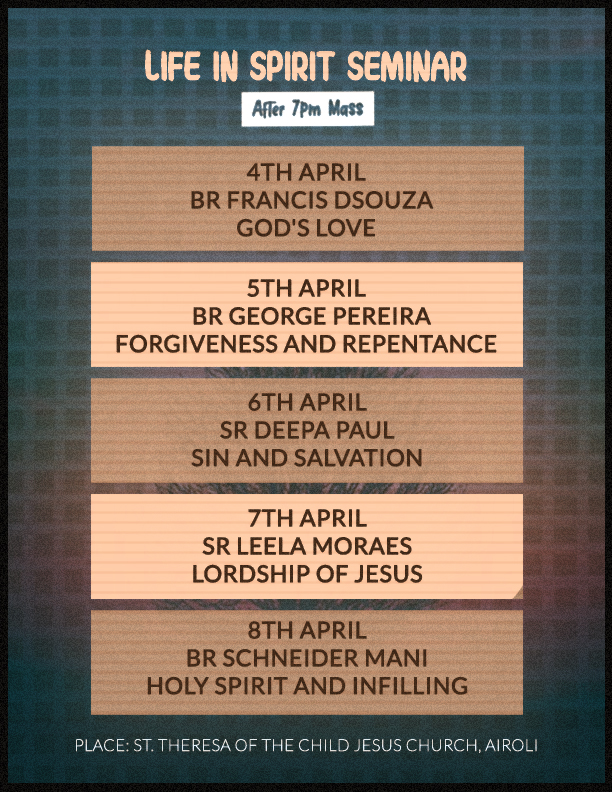 LIFE IN SPIRIT SEMINAR
After 7pm Mass
4TH APRIL
BR FRANCIS DSOUZA
GOD'S LOVE
5TH APRIL
BR GEORGE PEREIRA
FORGIVENESS AND REPENTANCE
6TH APRIL
SR DEEPA PAUL
SIN AND SALVATION
7TH APRIL
SR LEELA MORAES
LORDSHIP OF JESUS
8TH APRIL
BR SCHNEIDER MANI
HOLY SPIRIT AND INFILLING
PLACE: ST. THERESA OF THE CHILD JESUS CHURCH, AIROLI